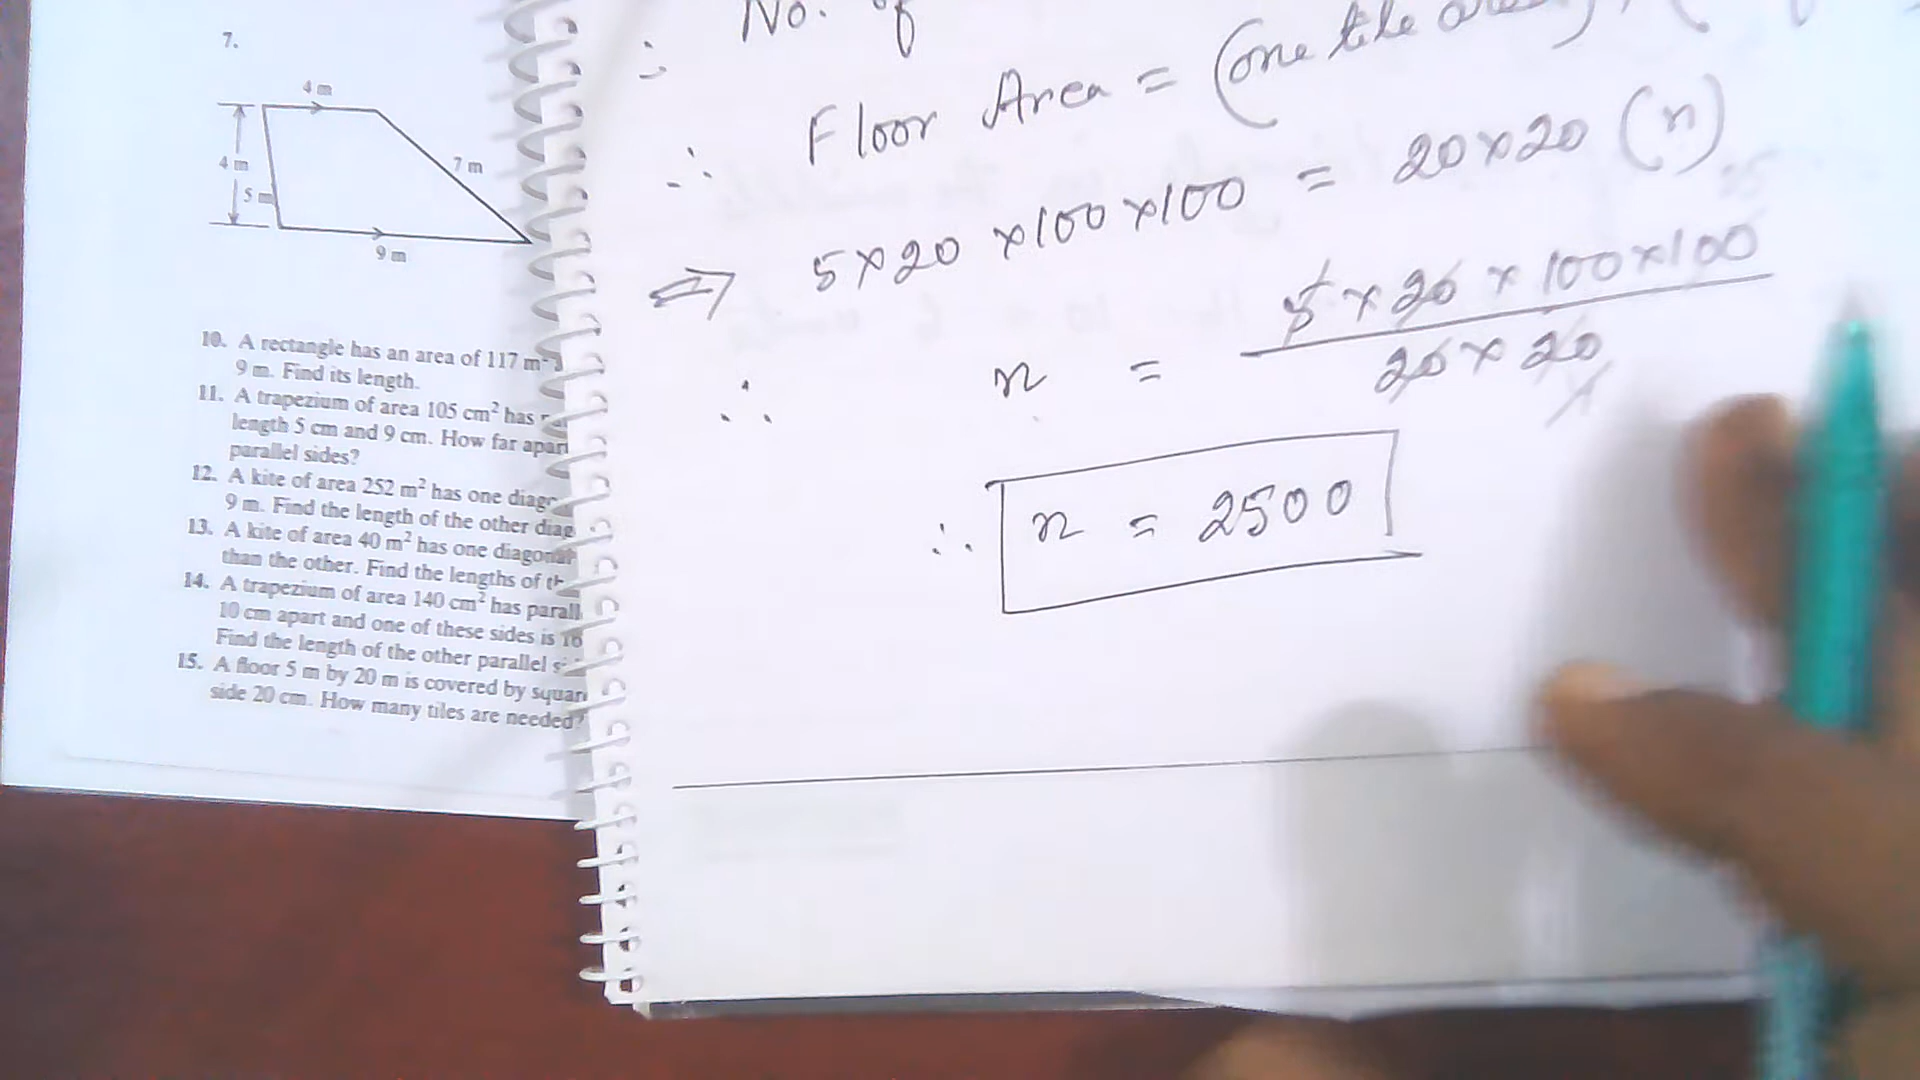 7.
4 m
4 m
7 m
5 m
9 m
10. A rectangle has an area of 117 m²
9 m. Find its length.
11. A trapezium of area 105 cm² has
length 5 cm and 9 cm. How far apart
parallel sides?
12. A kite of area 252 m² has one
9 m. Find the length of the other
13. A kite of area 40 m² has one
than the other. Find the lengths of
14. A trapezium of area 140 cm² has
10 cm apart and one of these sides is 16
Find the length of the other parallel
15. A floor 5 m by 20 m is covered by
side 20 cm. How many tiles are needed?
∴ No. of
∴ Floor Area = (one tile area)
⇒ 5×20×100×100 = 20×20 (n)
∴ n = 5×20×100×100
20×20
∴ n = 2500